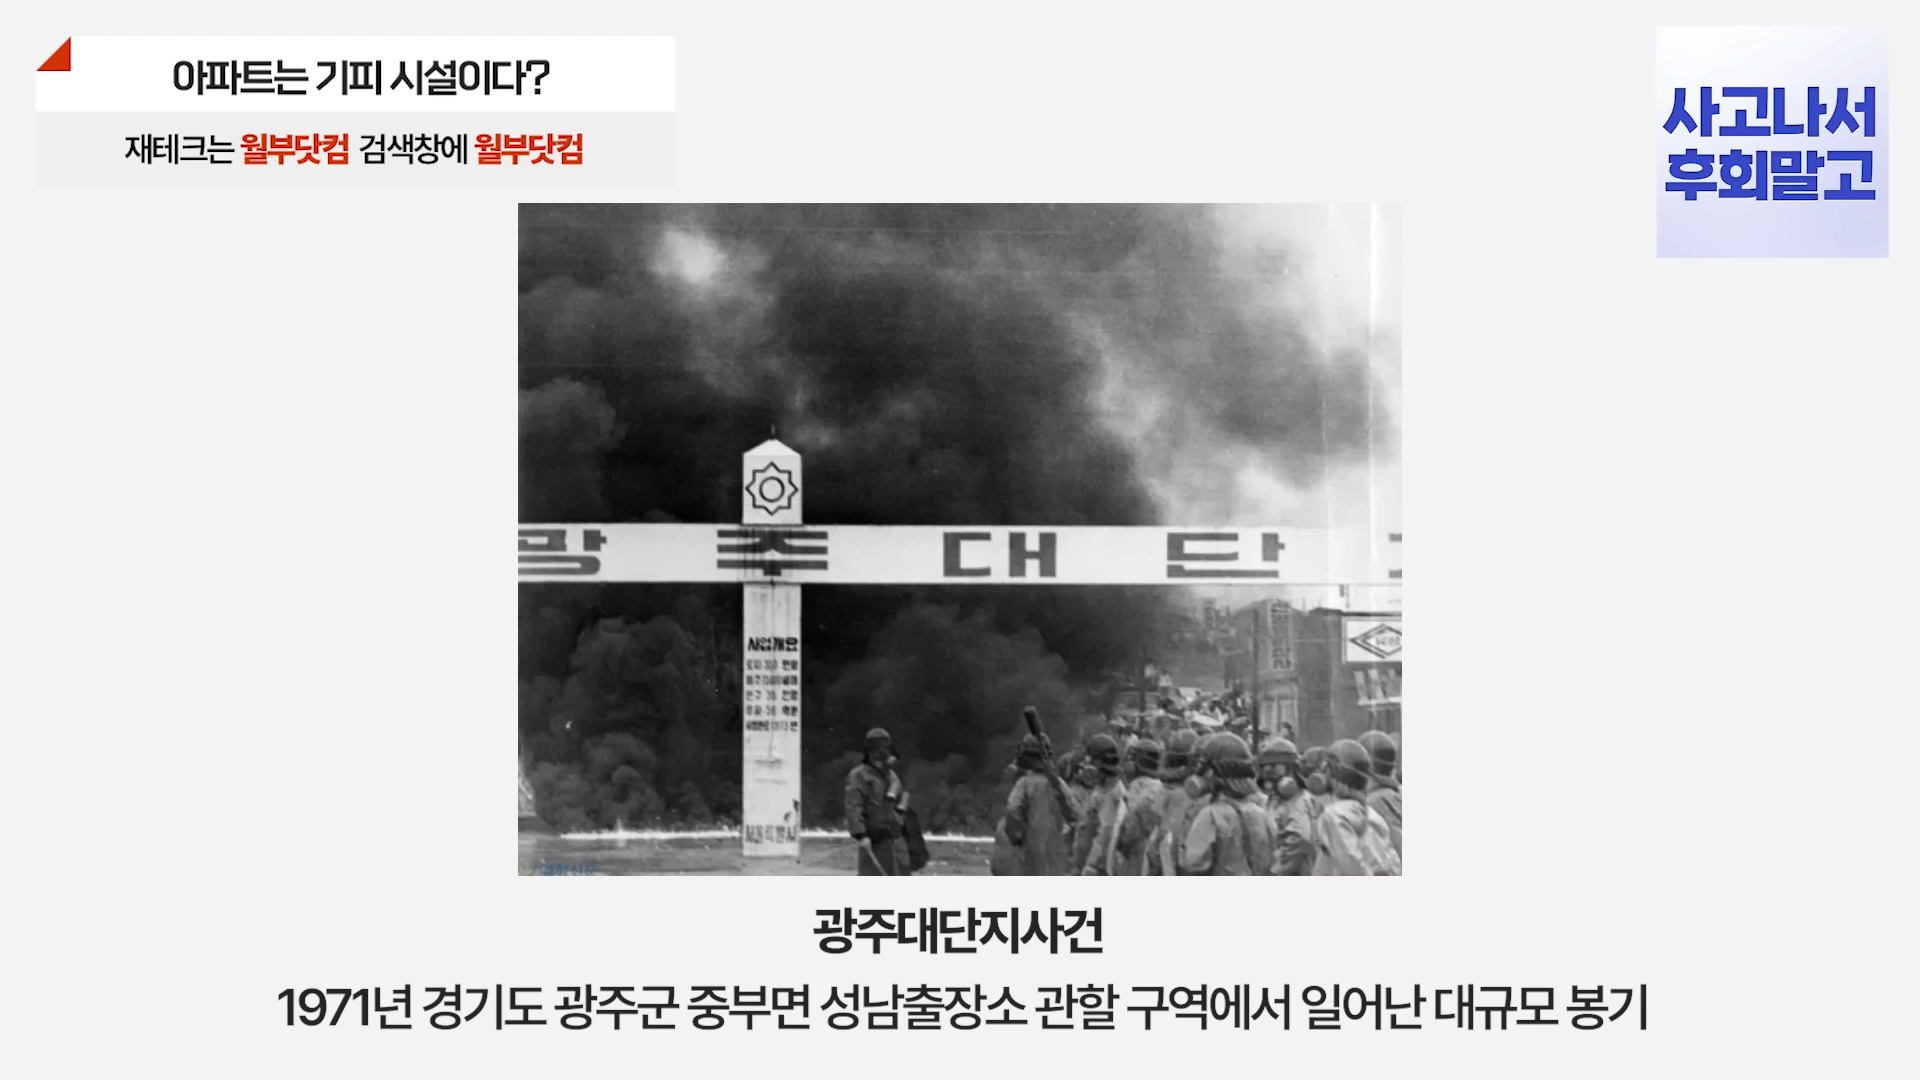 아파트는 기피 시설이다?
재테크는 월부닷컴 검색창에 월부닷컴
사고나서
후회말고
광 주 대 단
사업개요
광주대단지사건
1971년 경기도 광주군 중부면 성남출장소 관할 구역에서 일어난 대규모 봉기